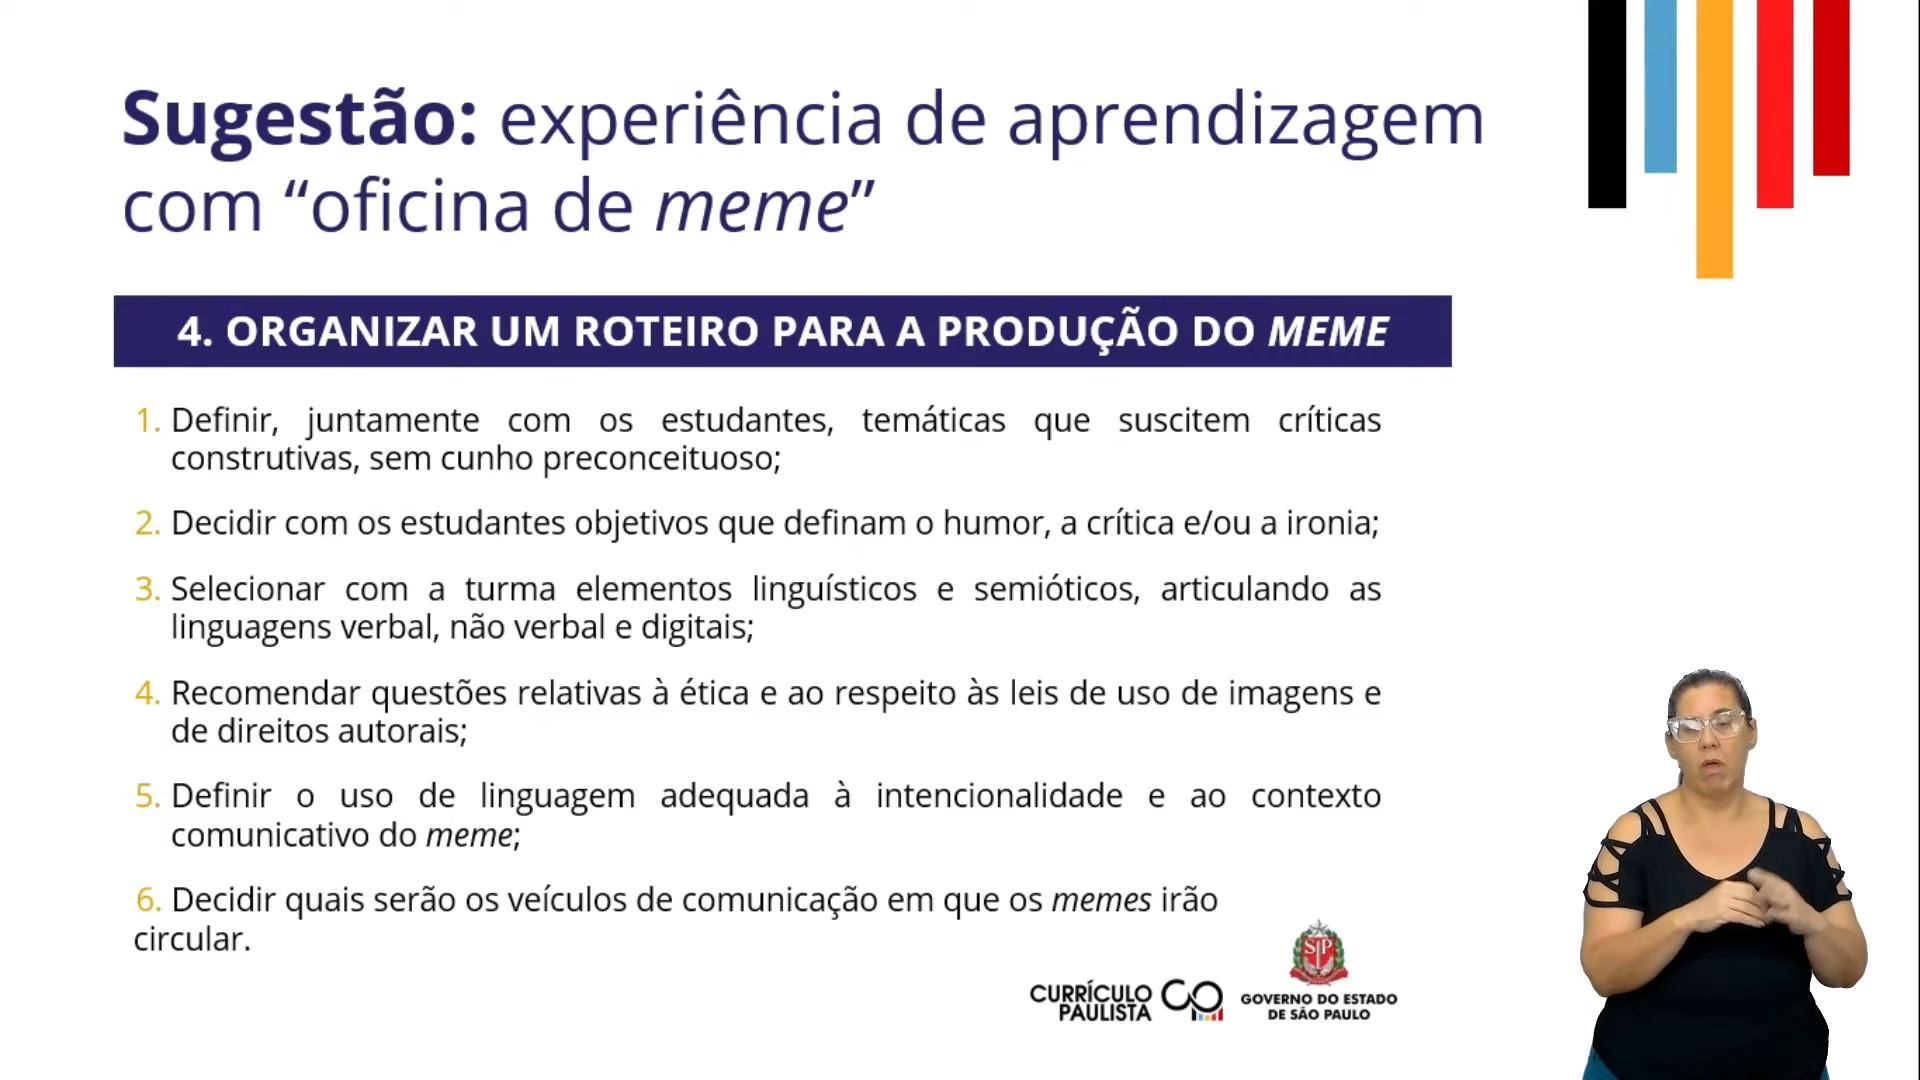 Sugestão: experiência de aprendizagem
com “oficina de meme”
4. ORGANIZAR UM ROTEIRO PARA A PRODUÇÃO DO MEME
1. Definir, juntamente com os estudantes, temáticas que suscitem críticas
construtivas, sem cunho preconceituoso;
2. Decidir com os estudantes objetivos que definam o humor, a crítica e/ou a ironia;
3. Selecionar com a turma elementos linguísticos e semióticos, articulando as
linguagens verbal, não verbal e digitais;
4. Recomendar questões relativas à ética e ao respeito às leis de uso de imagens e
de direitos autorais;
5. Definir o uso de linguagem adequada à intencionalidade e ao contexto
comunicativo do meme;
6. Decidir quais serão os veículos de comunicação em que os memes irão
circular.
CURRÍCULO
PAULISTA
SP
GOVERNO DO ESTADO
DE SÃO PAULO